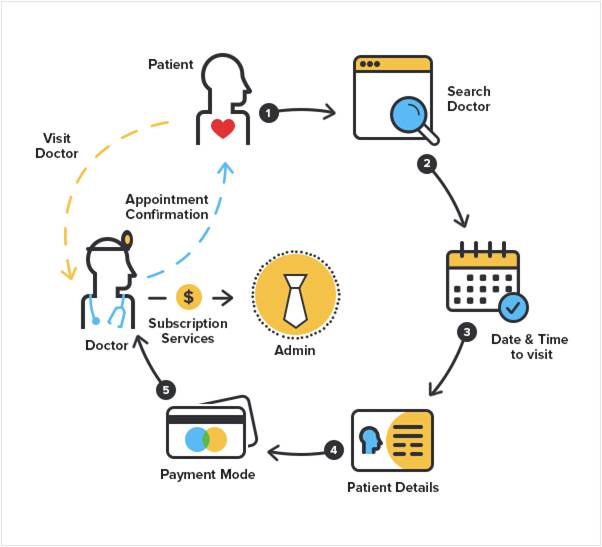 Patient
1
Search
Doctor
Visit
Doctor
2
Appointment
Confirmation
$
Subscription
Services
Admin
3
Date & Time
to visit
Doctor
5
4
Payment Mode
Patient Details